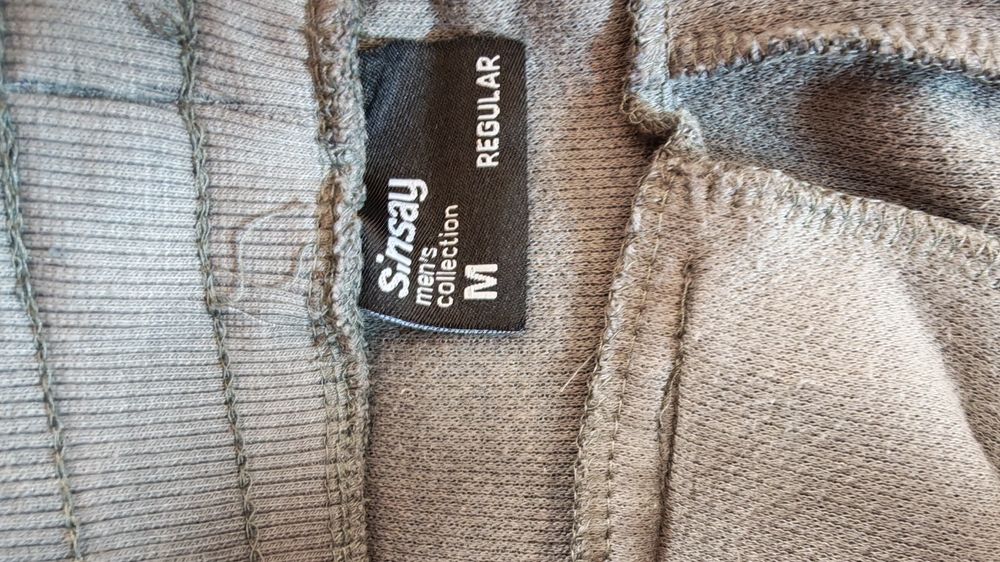 Sinsay
men's
collection
M REGULAR